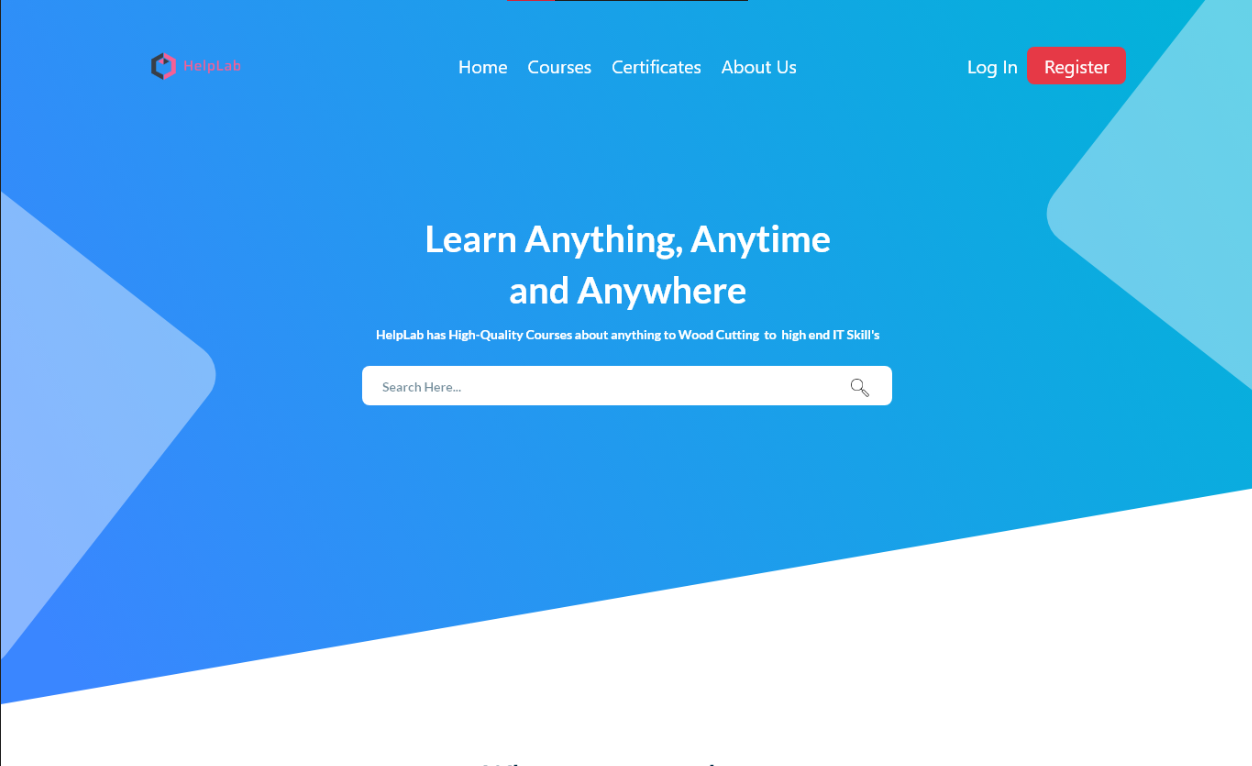 HelpLab
Home Courses Certificates About Us
Log In Register
Learn Anything, Anytime
and Anywhere
HelpLab has High-Quality Courses about anything to Wood Cutting to high end IT Skill's
Search Here...